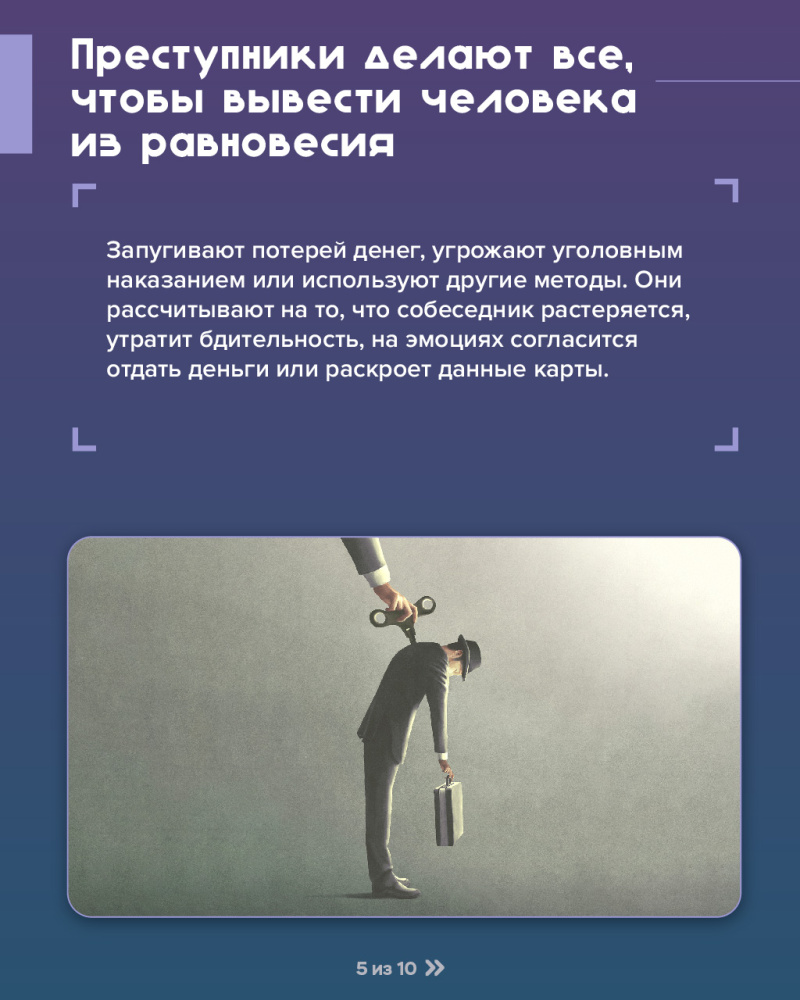 Преступники делают все,
чтобы вывести человека
из равновесия
Запугивают потерей денег, угрожают уголовным
наказанием или используют другие методы. Они
рассчитывают на то, что собеседник растеряется,
утратит бдительность, на эмоциях согласится
отдать деньги или раскроет данные карты.
5 из 10